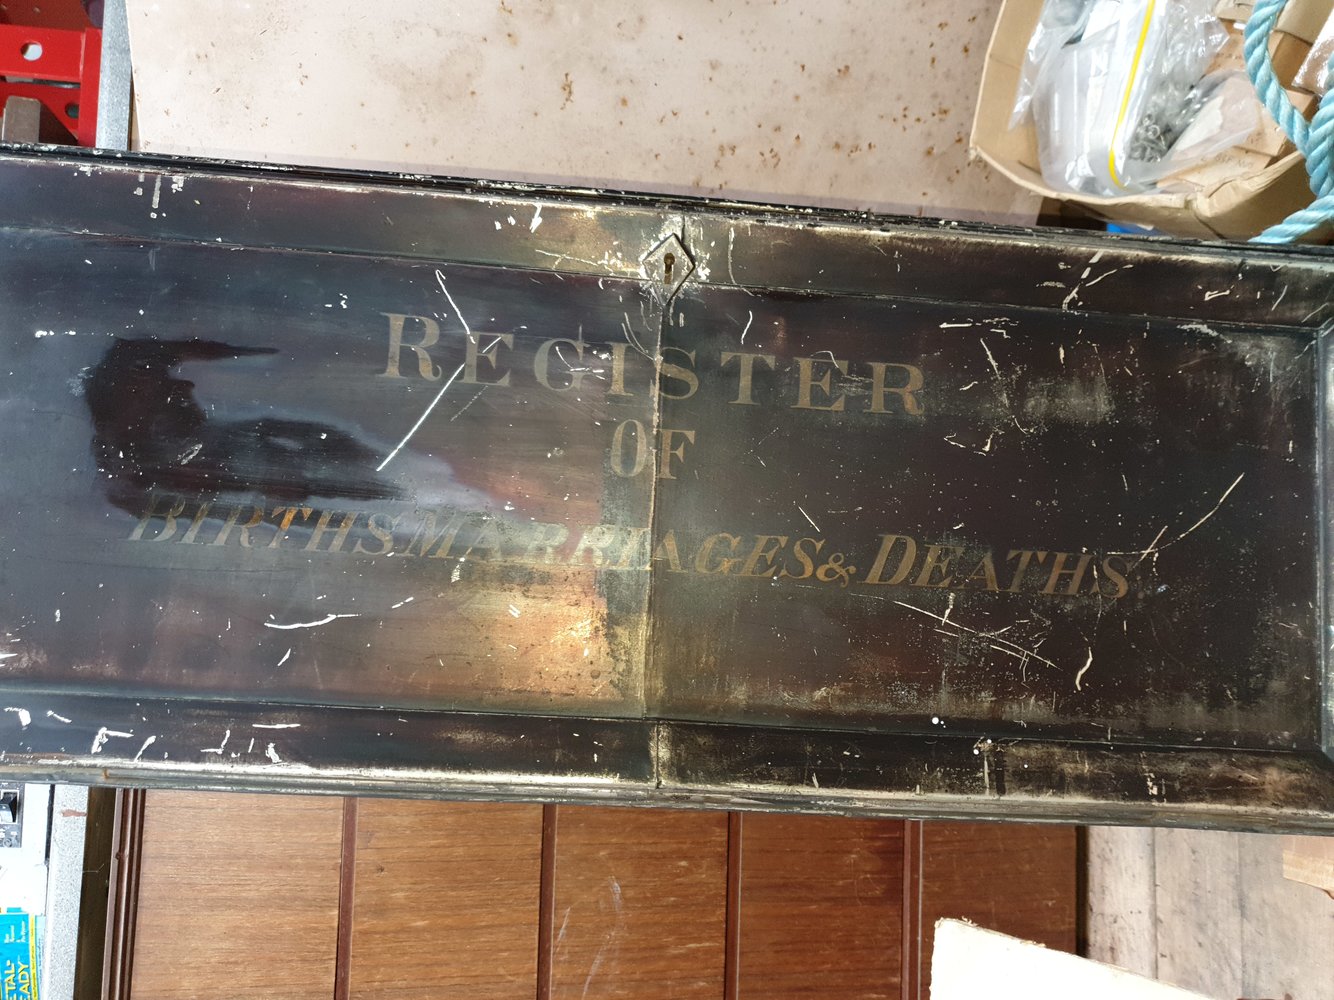 REGISTER
OF
BIRTHS MARRIAGES & DEATHS